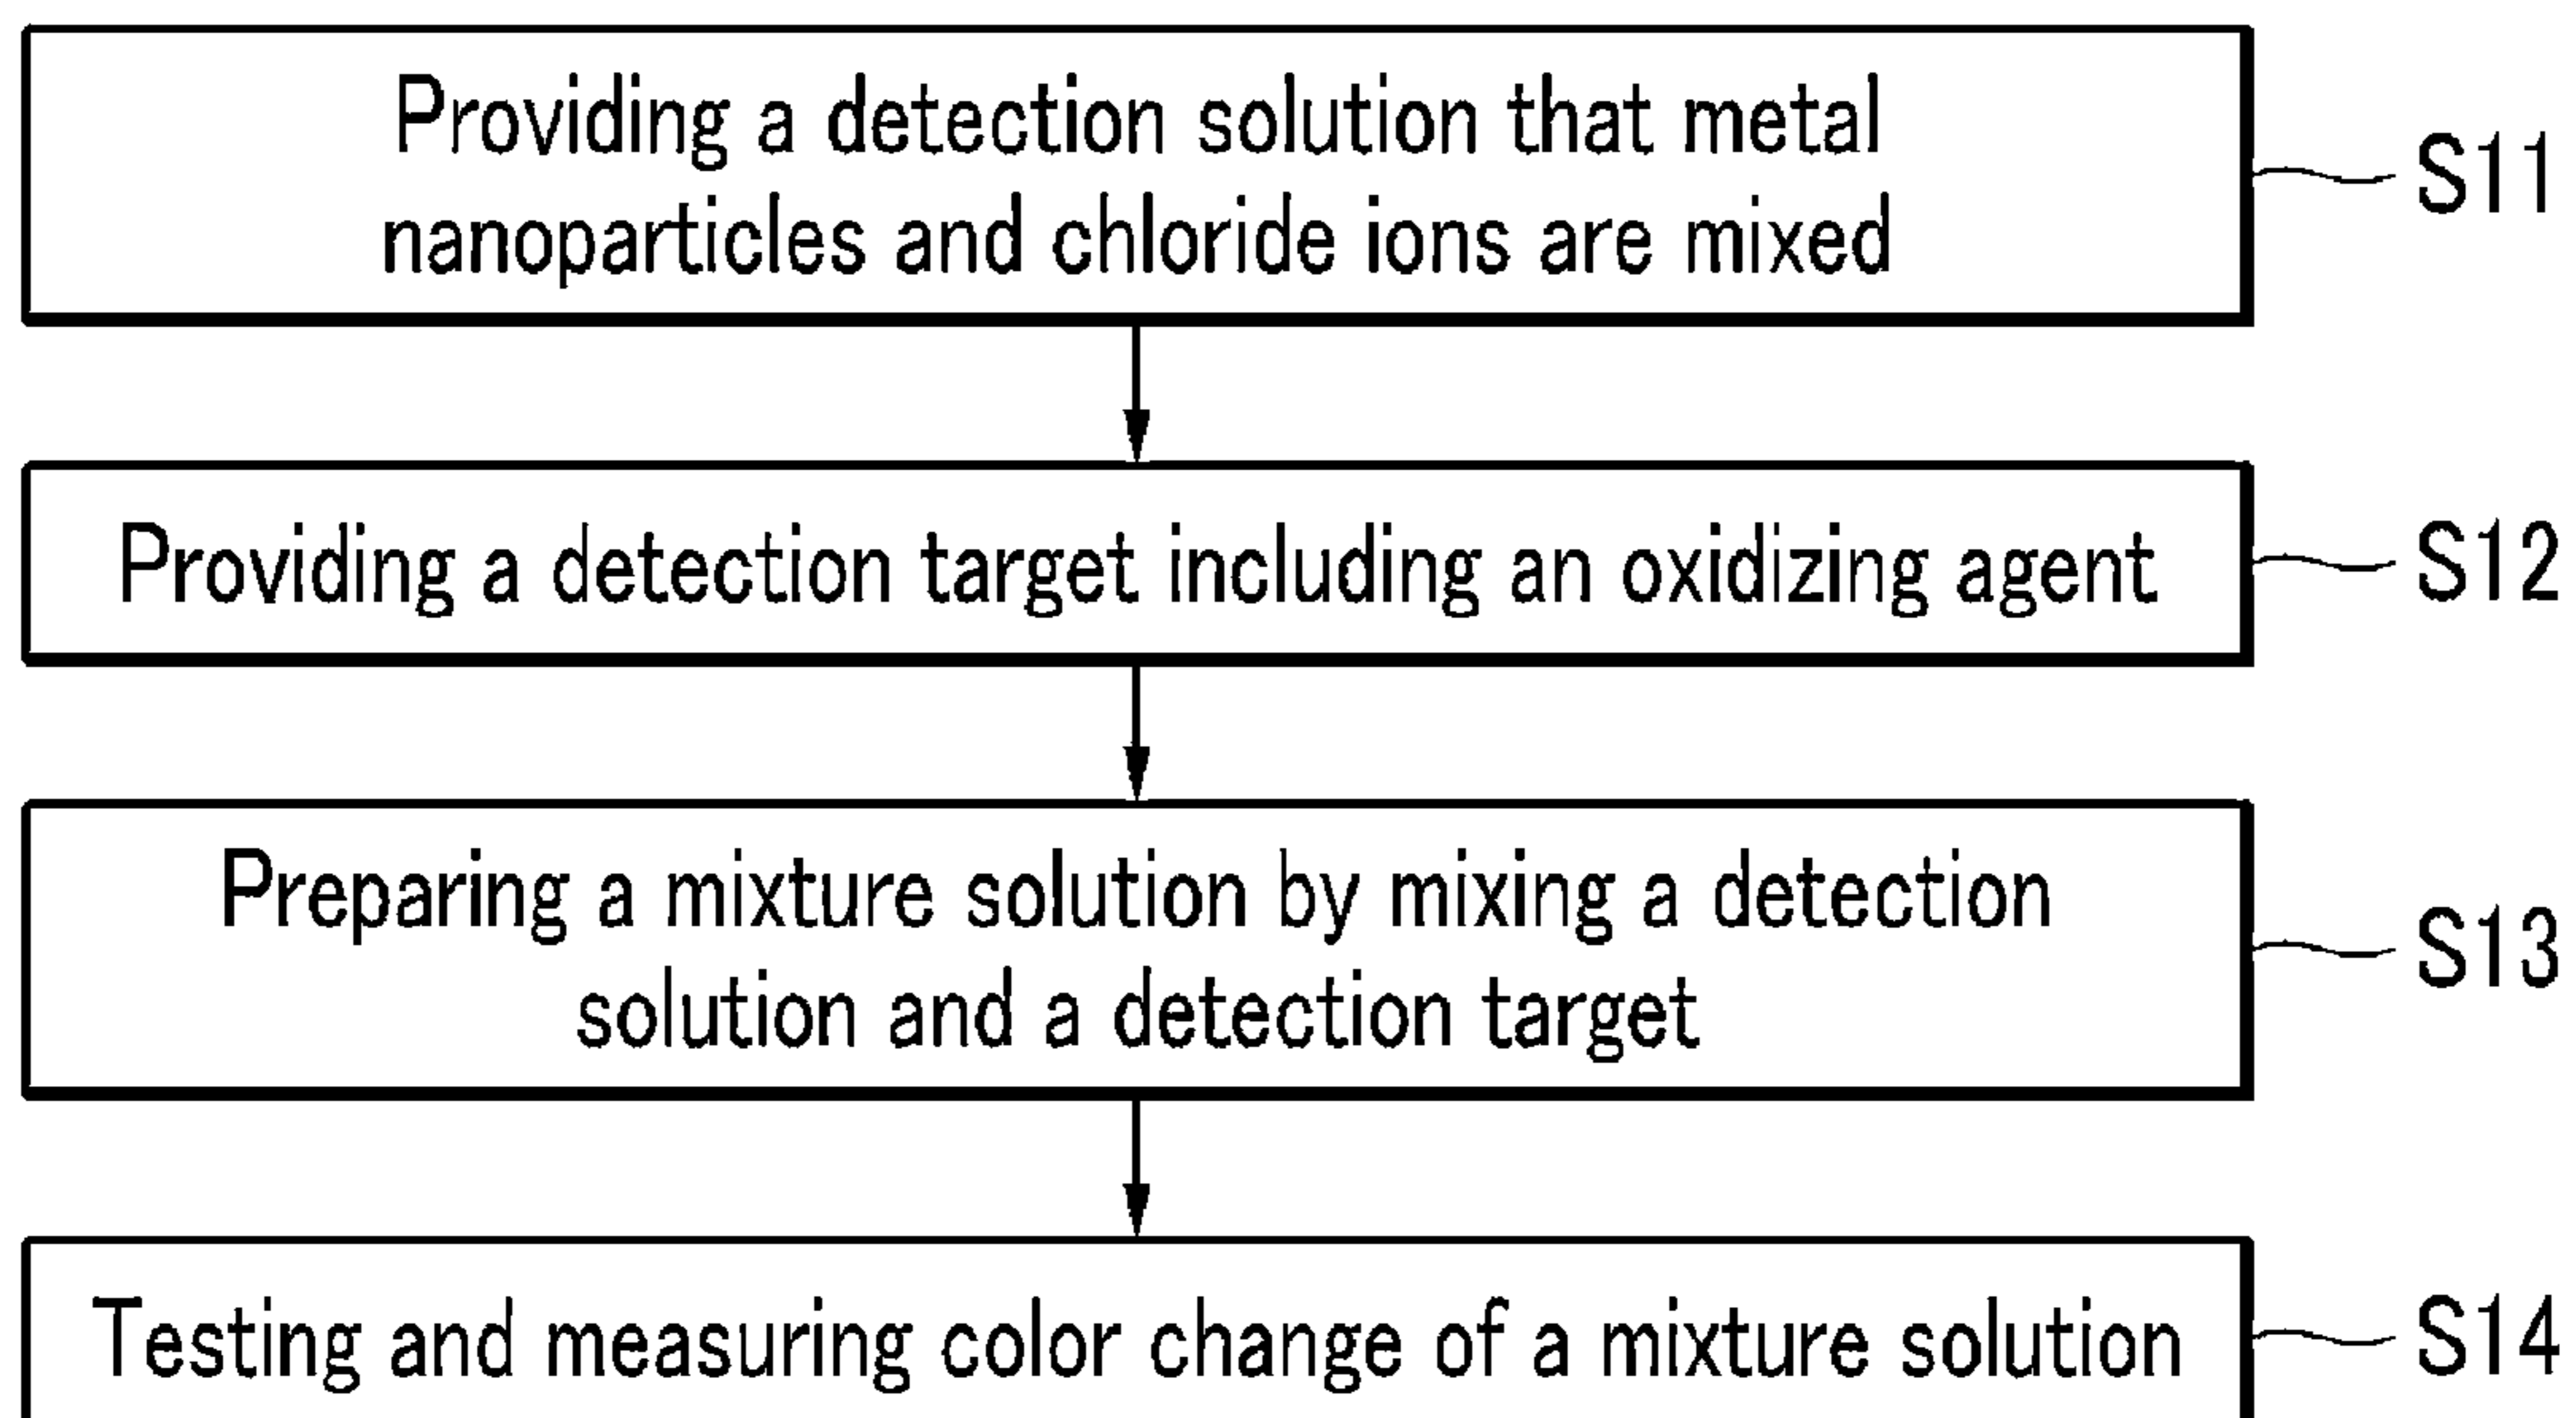 Providing a detection solution that metal
nanoparticles and chloride ions are mixed
S11
Providing a detection target including an oxidizing agent
S12
Preparing a mixture solution by mixing a detection
solution and a detection target
S13
Testing and measuring color change of a mixture solution
S14